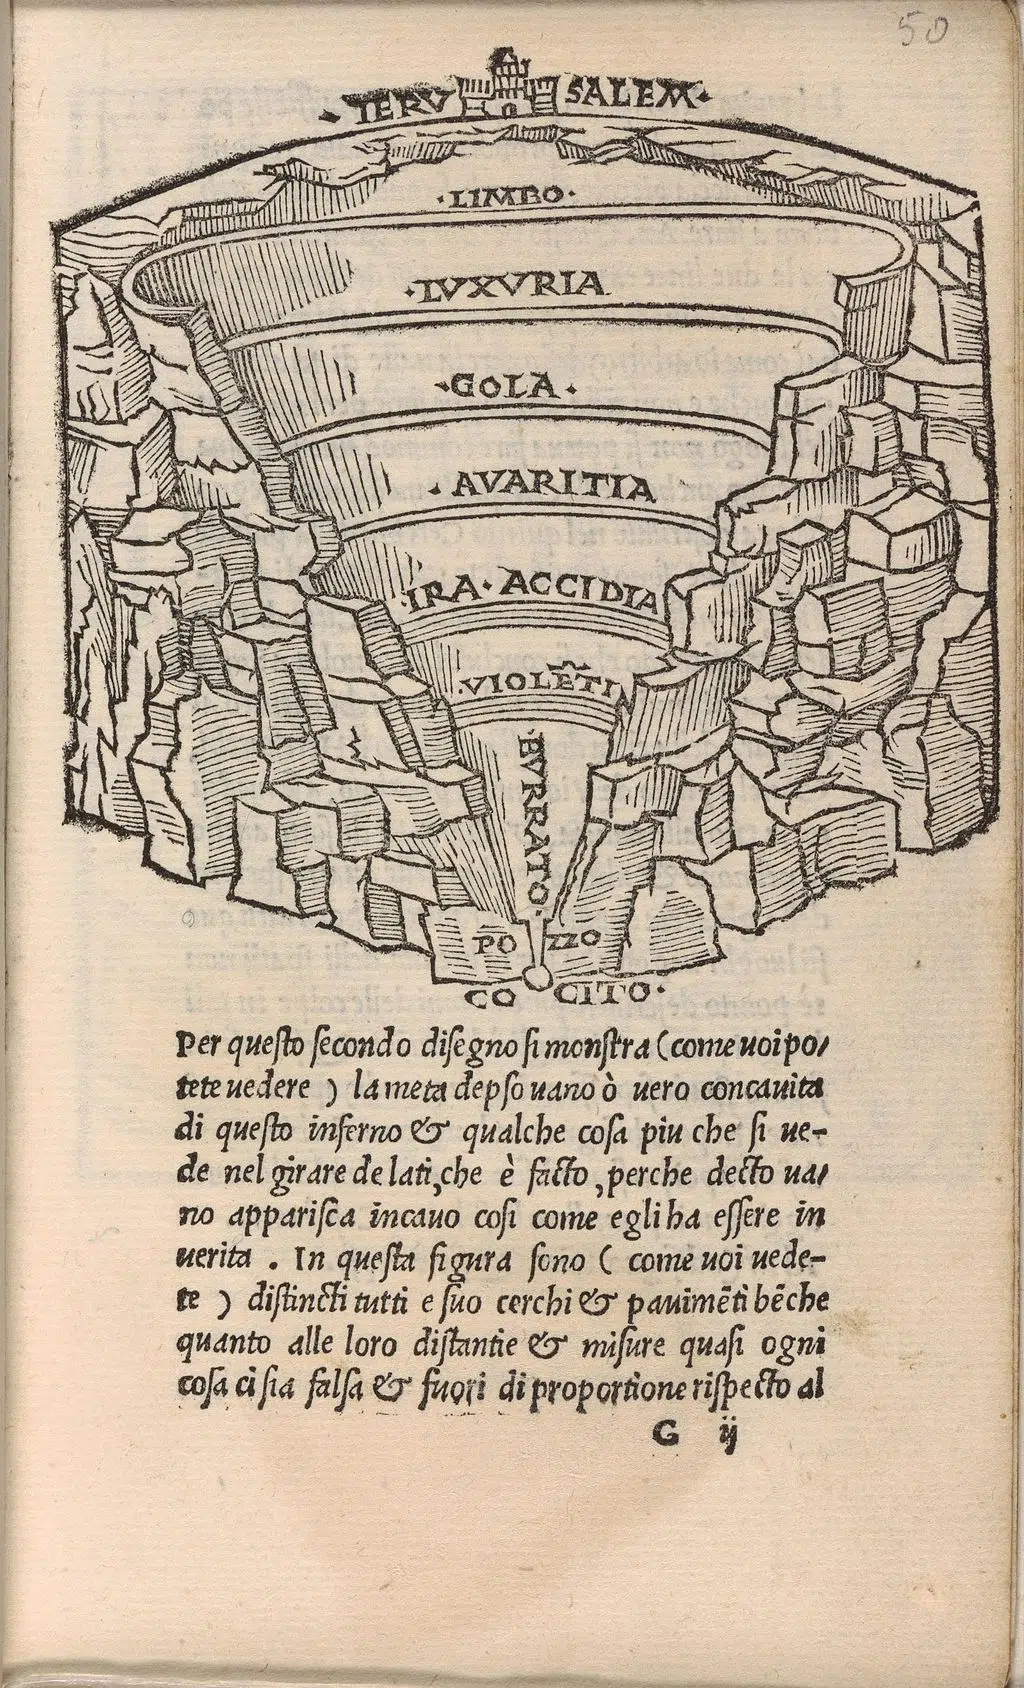 50
·IERV SALEM·
·LIMBO·
·LVXVRIA
·GOLA·
·AVARITIA
·IRA·ACCIDIA
·VIOLẼTI
·BVRRATO·
PO ZZO
CO CITO·
Per queſto ſecondo diſegno ſi monſtra (come uoi po/
tete uedere ) la meta depſo uano ò uero concauita
di queſto inferno & qualche coſa piu che ſi ue-
de nel girare de lati,che è facto ,perche decto ua/
no appariſca incauo coſi come egli ha eſſere in
uerita . In queſta figura ſono ( come uoi uede-
te ) diſtincti tutti e ſuo cerchi & pauimẽti bẽche
quanto alle loro diſtantie & miſure quaſi ogni
coſa ci ſia falſa & fuori di proportione riſpecto al
G ij